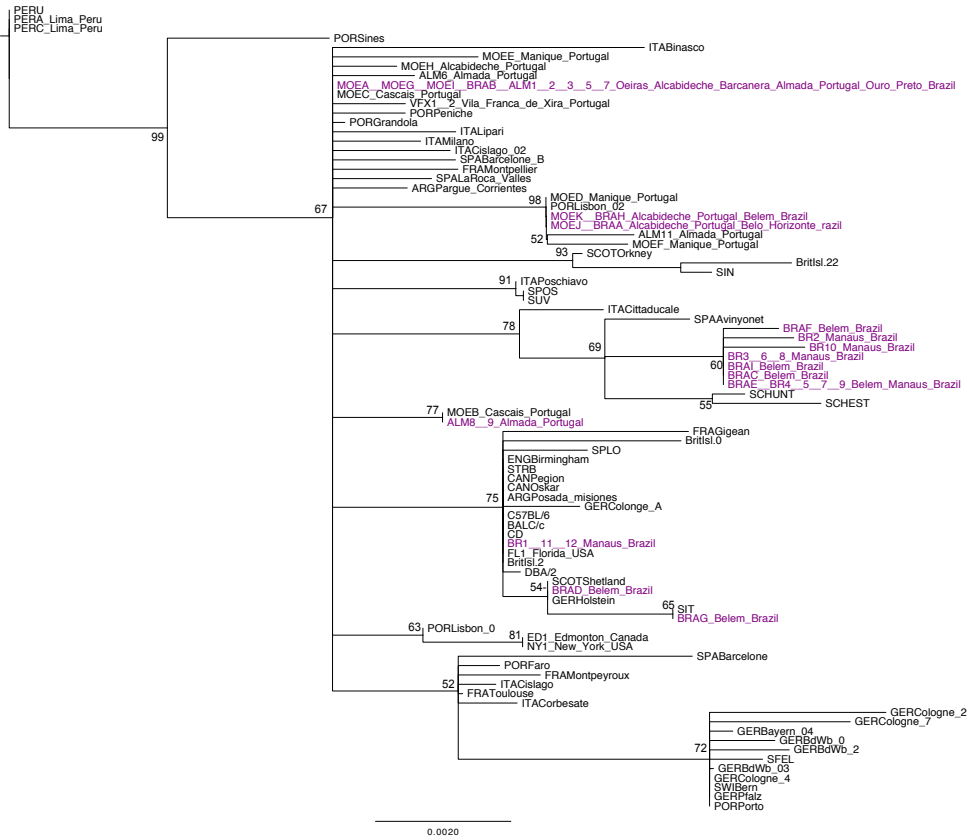 PERU
PERA_Lima_Peru
PERC_Lima_Peru
PORSines
ITABinasco
MOEE_Manique_Portugal
MOEH_Alcabideche_Portugal
ALM6_Almada_Portugal
MOEA__MOEG__MOEI__BRAB__ALM1__2__3__5__7_Oeiras_Alcabideche_Barcanera_Almada_Portugal_Ouro_Preto_Brazil
MOEC_Cascais_Portugal
VFX1__2_Vila_Franca_de_Xira_Portugal
PORPeniche
PORGrandola
99
ITALipari
ITAMilano
ITACislago_02
SPABarcelone_B
FRAMontpellier
SPALaRoca_Valles
ARGPargue_Corrientes
67
98
MOED_Manique_Portugal
PORLisbon_02
MOEK__BRAH_Alcabideche_Portugal_Belem_Brazil
MOEJ__BRAA_Alcabideche_Portugal_Belo_Horizonte_razil
52
ALM11_Almada_Portugal
MOEF_Manique_Portugal
93
SCOTOrkney
BritIsl.22
SIN
91
ITAPoschiavo
SPOS
SUV
78
ITACittaducale
69
SPAAvinyonet
60
BRAF_Belem_Brazil
BR2_Manaus_Brazil
BR10_Manaus_Brazil
BR3__6__8_Manaus_Brazil
BRAI_Belem_Brazil
BRAC_Belem_Brazil
BRAE__BR4__5__7__9_Belem_Manaus_Brazil
55
SCHUNT
SCHEST
77
MOEB_Cascais_Portugal
ALM8__9_Almada_Portugal
75
FRAGigean
BritIsl.0
SPLO
ENGBirmingham
STRB
CANPegion
CANOskar
ARGPosada_misiones
GERColonge_A
C57BL/6
BALC/c
CD
BR1__11__12_Manaus_Brazil
FL1_Florida_USA
BritIsl.2
DBA/2
54
SCOTShetland
BRAD_Belem_Brazil
GERHolstein
65
SIT
BRAG_Belem_Brazil
63
PORLisbon_0
81
ED1_Edmonton_Canada
NY1_New_York_USA
52
SPABarcelone
PORFaro
FRAMontpeyroux
ITACislago
FRAToulouse
ITACorbesate
72
GERCologne_2
GERCologne_7
GERBayern_04
GERBdWb_0
GERBdWb_2
SFEL
GERBdWb_03
GERCologne_4
SWIBern
GERPfalz
PORPorto
0.0020